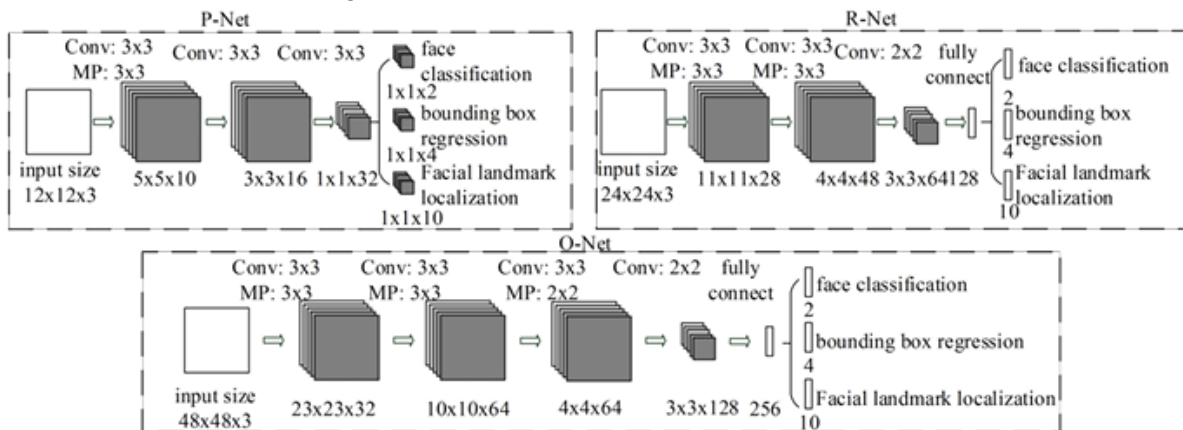 P-Net
Conv: 3x3
MP: 3x3
Conv: 3x3
Conv: 3x3
face
classification
1x1x2
bounding box
regression
1x1x4
Facial landmark
localization
1x1x10
input size
12x12x3
5x5x10
3x3x16
1x1x32
R-Net
Conv: 3x3
MP: 3x3
Conv: 3x3
MP: 3x3
Conv: 2x2
fully
connect
face classification
2
bounding box
regression
4
Facial landmark
localization
10
input size
24x24x3
11x11x28
4x4x48
3x3x64
128
O-Net
Conv: 3x3
MP: 3x3
Conv: 3x3
MP: 3x3
Conv: 3x3
MP: 2x2
Conv: 2x2
fully
connect
face classification
2
bounding box regression
4
Facial landmark localization
10
input size
48x48x3
23x23x32
10x10x64
4x4x64
3x3x128
256